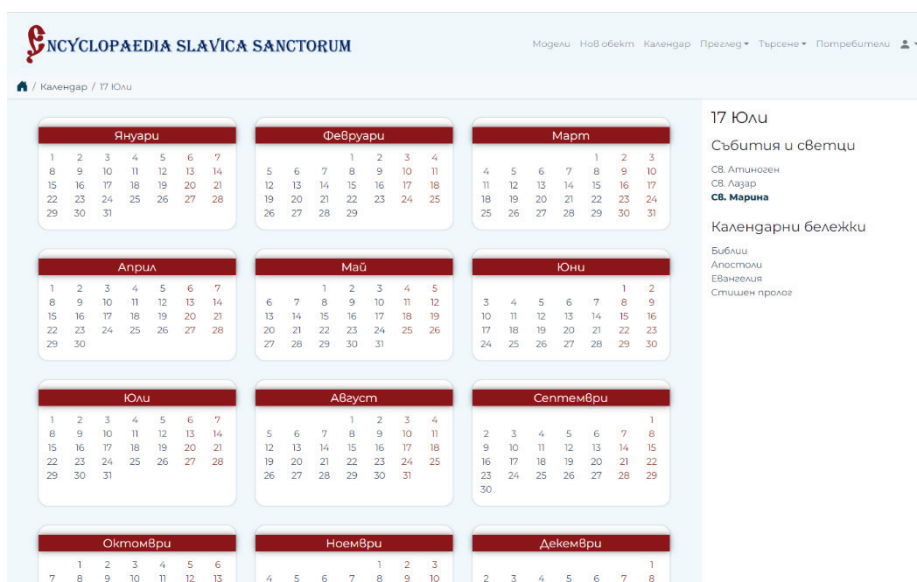 ENCYCLOPAEDIA SLAVICA SANCTORUM
Модели Нов обект Календар Преглед Търсене Потребители
/ Календар / 17 Юли
Януари
1 2 3 4 5 6 7
8 9 10 11 12 13 14
15 16 17 18 19 20 21
22 23 24 25 26 27 28
29 30 31
Февруари
1 2 3 4
5 6 7 8 9 10 11
12 13 14 15 16 17 18
19 20 21 22 23 24 25
26 27 28 29
Март
1 2 3
4 5 6 7 8 9 10
11 12 13 14 15 16 17
18 19 20 21 22 23 24
25 26 27 28 29 30 31
Април
1 2 3 4 5 6 7
8 9 10 11 12 13 14
15 16 17 18 19 20 21
22 23 24 25 26 27 28
29 30
Май
1 2 3 4 5
6 7 8 9 10 11 12
13 14 15 16 17 18 19
20 21 22 23 24 25 26
27 28 29 30 31
Юни
1 2
3 4 5 6 7 8 9
10 11 12 13 14 15 16
17 18 19 20 21 22 23
24 25 26 27 28 29 30
Юли
1 2 3 4 5 6 7
8 9 10 11 12 13 14
15 16 17 18 19 20 21
22 23 24 25 26 27 28
29 30 31
Август
1 2 3 4
5 6 7 8 9 10 11
12 13 14 15 16 17 18
19 20 21 22 23 24 25
26 27 28 29 30 31
Септември
1
2 3 4 5 6 7 8
9 10 11 12 13 14 15
16 17 18 19 20 21 22
23 24 25 26 27 28 29
30
Октомври
1 2 3 4 5 6
7 8 9 10 11 12 13
Ноември
1 2 3
4 5 6 7 8 9 10
Декември
1
2 3 4 5 6 7 8
17 Юли
Събития и светци
Св. Атиноген
Св. Лазар
Св. Марина
Календарни бележки
Библии
Апостоли
Евангелия
Стишен пролог